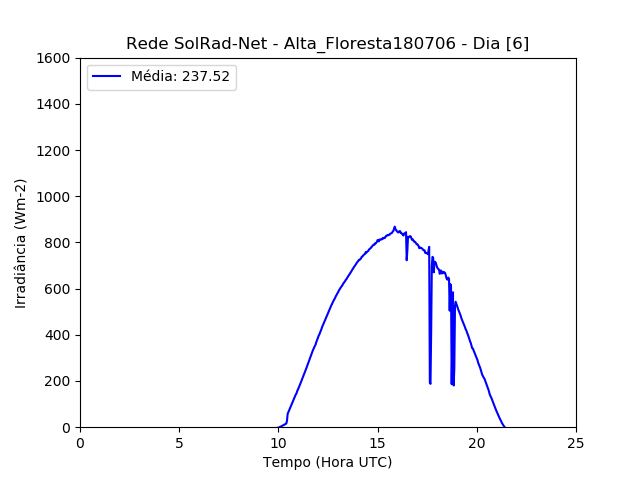 Rede SolRad-Net - Alta_Floresta180706 - Dia [6]
Média: 237.52
1600
1400
1200
1000
800
600
400
200
0
Irradiância (Wm-2)
0 5 10 15 20 25
Tempo (Hora UTC)